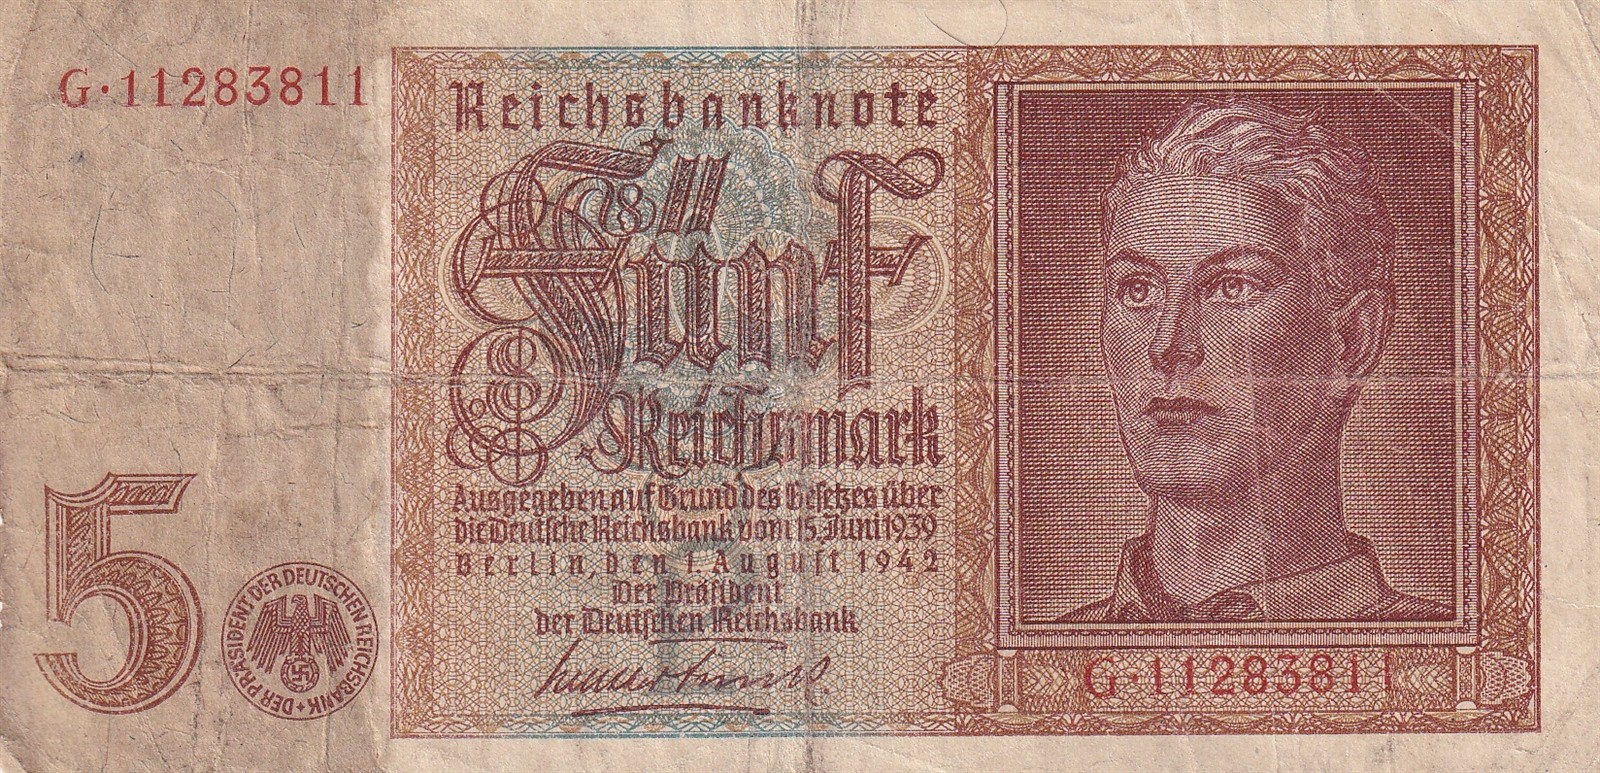 G·11283811
Reichsbanknote
Fünf
Reichsmark
Ausgegeben auf Grund des Gesetzes über
die Deutsche Reichsbank vom 15. Juni 1939
Berlin, den 1. August 1942
Der Präsident
der Deutschen Reichsbank
5
DER PRÆSIDENT DER DEUTSCHEN REICHSBANK
G·11283811